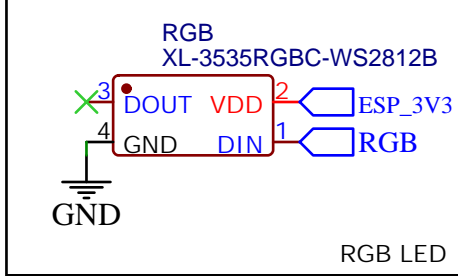 RGB
XL-3535RGBC-WS2812B
3 DOUT VDD 2 ESP_3V3
4 GND DIN 1 RGB
GND
RGB LED